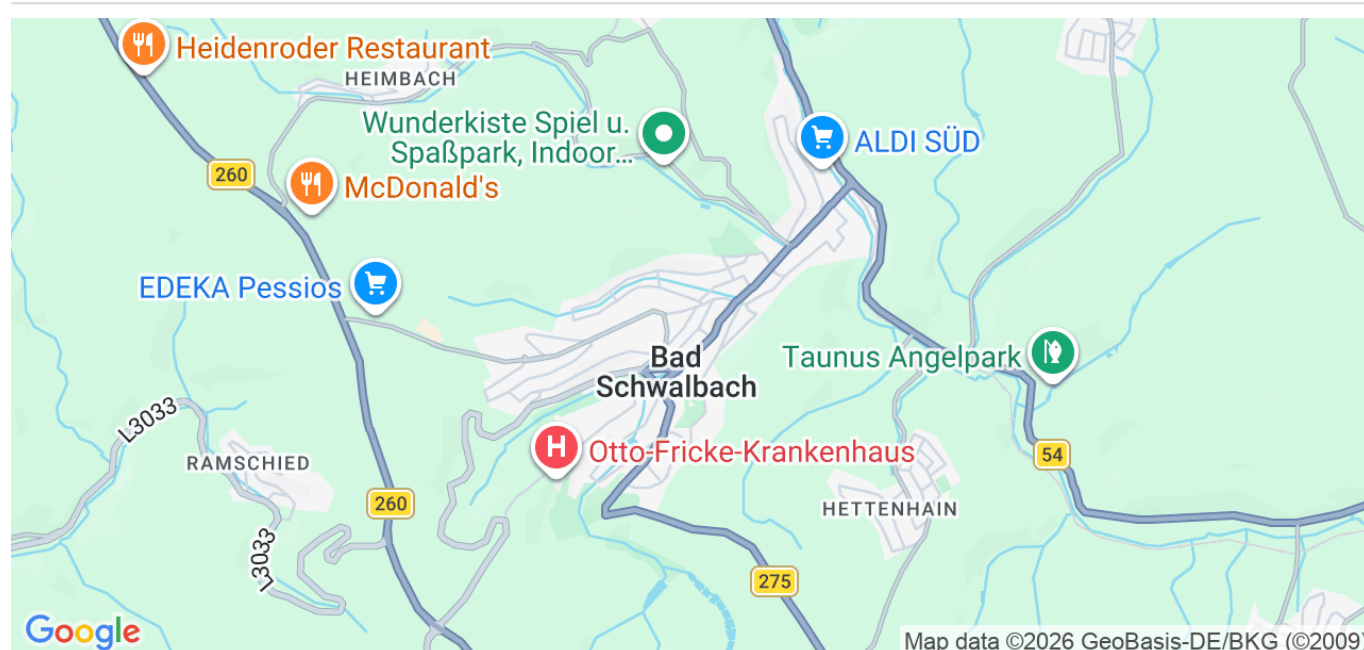 Heidenroder Restaurant
HEIMBACH
Wunderkiste Spiel u.
Spaßpark, Indoor...
ALDI SÜD
260
McDonald's
EDEKA Pessios
Bad
Schwalbach
Taunus Angelpark
L3033
RAMSCHIED
Otto-Fricke-Krankenhaus
54
260
HETTENHAIN
L3033
275
Google
Map data ©2026 GeoBasis-DE/BKG (©2009)